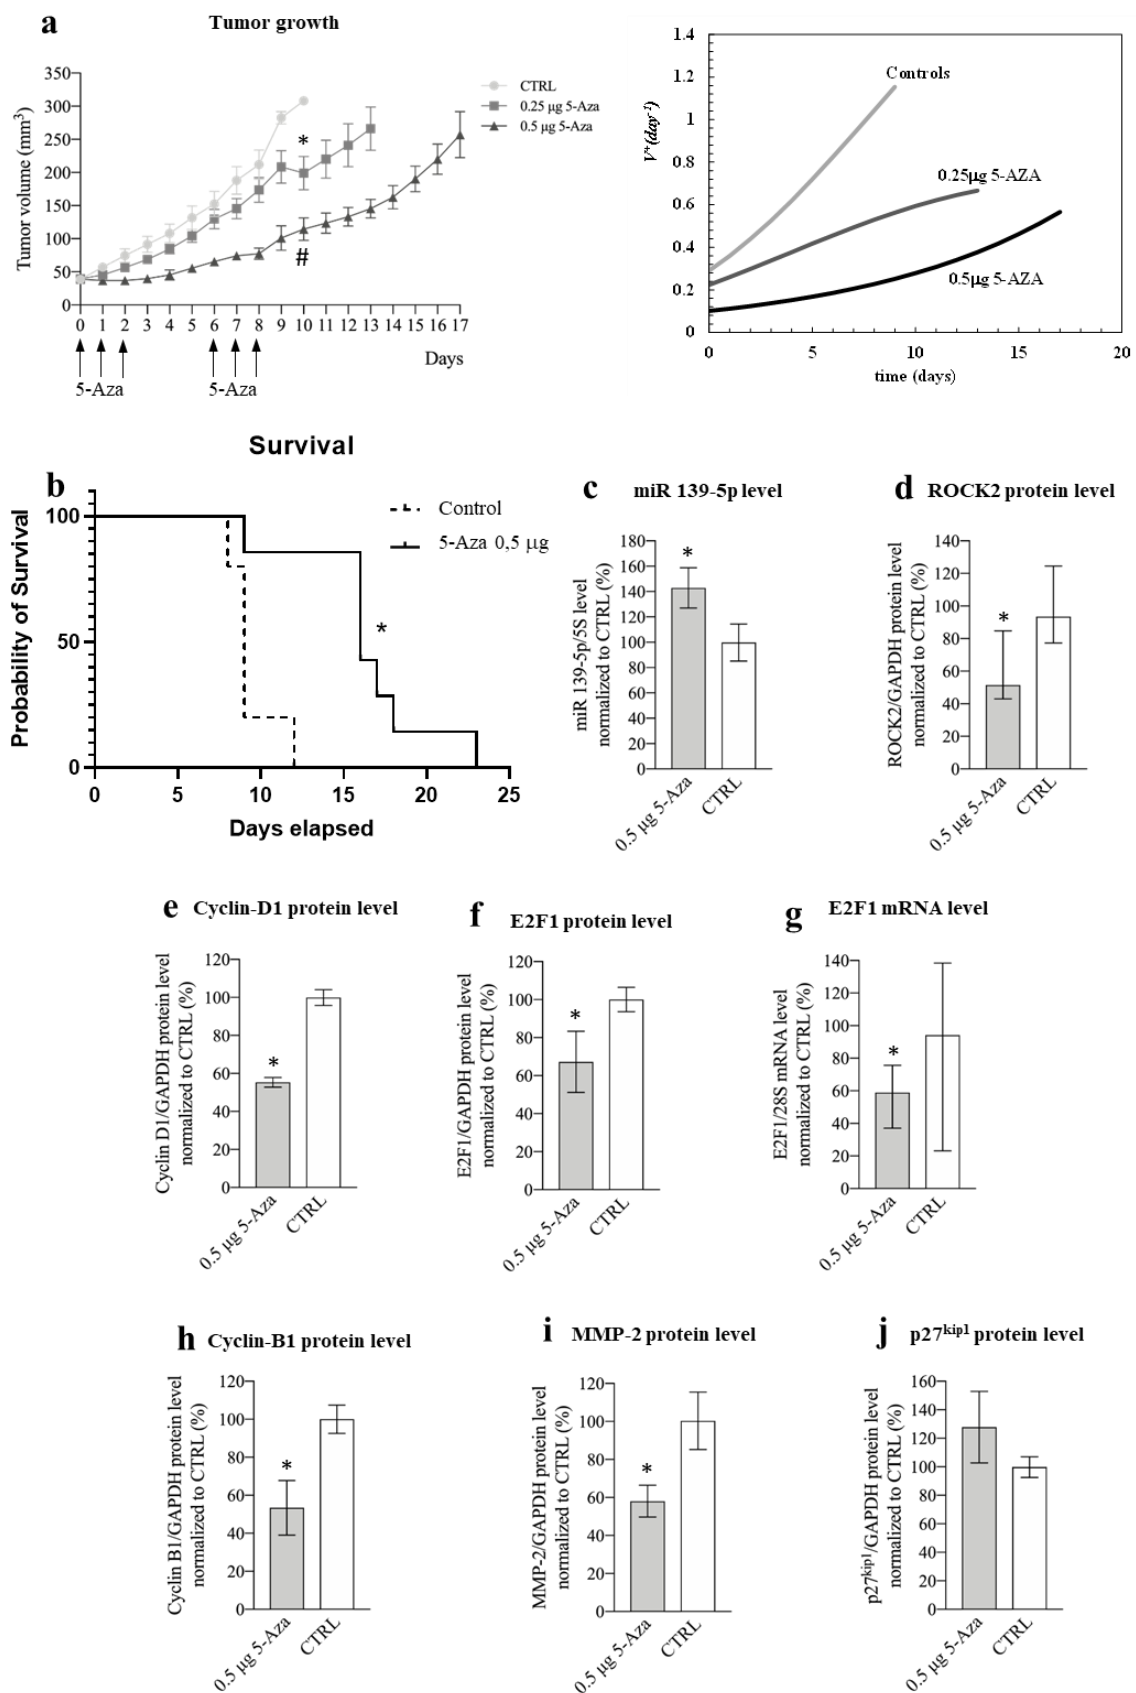 a
Tumor growth
Tumor volume (mm³)
350
300
250
200
150
100
50
0
CTRL
0.25 µg 5-Aza
0.5 µg 5-Aza
*
#
0 1 2 3 4 5 6 7 8 9 10 11 12 13 14 15 16 17
Days
5-Aza
5-Aza
V⁺(day⁻¹)
1.4
1.2
1
0.8
0.6
0.4
0.2
0
Controls
0.25µg 5-AZA
0.5µg 5-AZA
0 5 10 15 20
time (days)
b
Survival
Probability of Survival
100
50
0
Control
5-Aza 0,5 µg
*
0 5 10 15 20 25
Days elapsed
c
miR 139-5p level
miR 139-5p/5S level
normalized to CTRL (%)
180
160
140
120
100
80
60
40
20
0
*
0.5 µg 5-Aza
CTRL
d
ROCK2 protein level
ROCK2/GAPDH protein level
normalized to CTRL (%)
140
120
100
80
60
40
20
0
*
0.5 µg 5-Aza
CTRL
e
Cyclin-D1 protein level
Cyclin D1/GAPDH protein level
normalized to CTRL (%)
120
100
80
60
40
20
0
*
0.5 µg 5-Aza
CTRL
f
E2F1 protein level
E2F1/GAPDH protein level
normalized to CTRL (%)
120
100
80
60
40
20
0
*
0.5 µg 5-Aza
CTRL
g
E2F1 mRNA level
E2F1/28S mRNA level
normalized to CTRL (%)
140
120
100
80
60
40
20
0
*
0.5 µg 5-Aza
CTRL
h
Cyclin-B1 protein level
Cyclin B1/GAPDH protein level
normalized to CTRL (%)
120
100
80
60
40
20
0
*
0.5 µg 5-Aza
CTRL
i
MMP-2 protein level
MMP-2/GAPDH protein level
normalized to CTRL (%)
120
100
80
60
40
20
0
*
0.5 µg 5-Aza
CTRL
j
p27ᵏⁱᵖ¹ protein level
p27ᵏⁱᵖ¹/GAPDH protein level
normalized to CTRL (%)
160
140
120
100
80
60
40
20
0
0.5 µg 5-Aza
CTRL